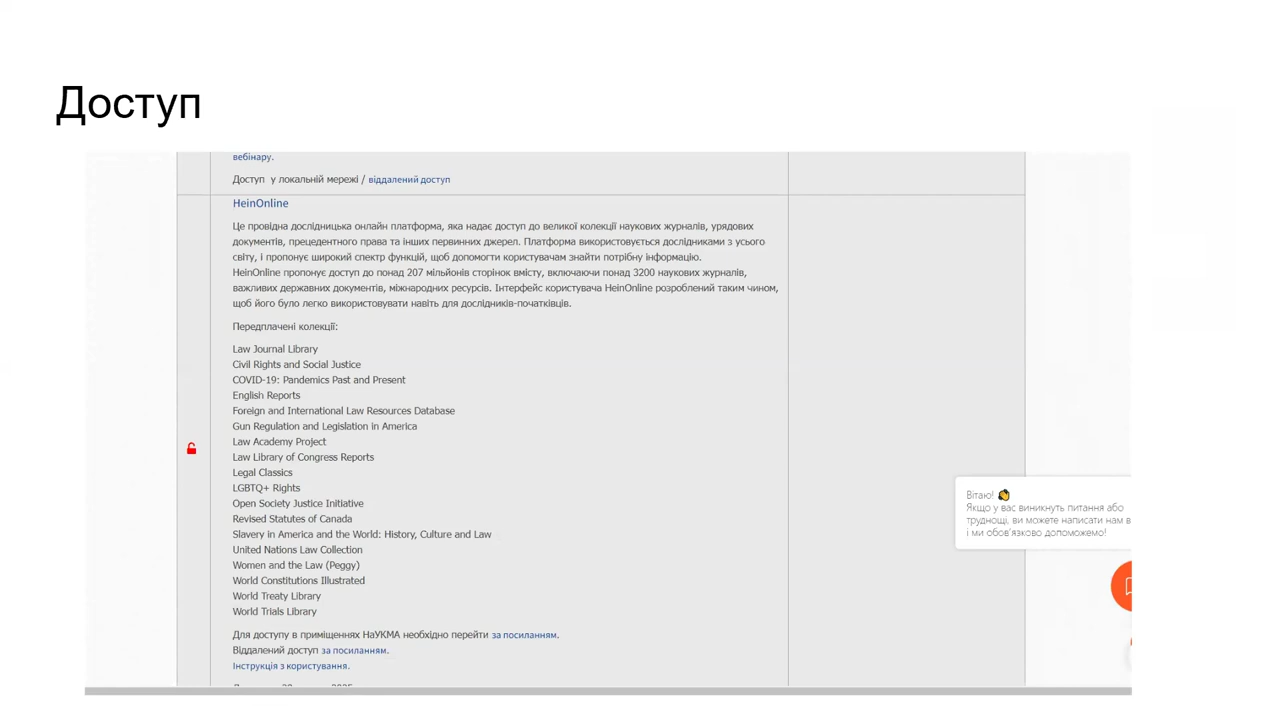 Доступ
вебінару.
Доступ у локальній мережі / віддалений доступ
HeinOnline
Це провідна дослідницька онлайн платформа, яка надає доступ до великої колекції наукових журналів, урядових
документів, прецедентного права та інших первинних джерел. Платформа використовується дослідниками з усього
світу, і пропонує широкий спектр функцій, щоб допомогти користувачам знайти потрібну інформацію.
HeinOnline пропонує доступ до понад 207 мільйонів сторінок вмісту, включаючи понад 3200 наукових журналів,
важливих державних документів, міжнародних ресурсів. Інтерфейс користувача HeinOnline розроблений таким чином,
щоб його було легко використовувати навіть для дослідників-початківців.
Передплачені колекції:
Law Journal Library
Civil Rights and Social Justice
COVID-19: Pandemics Past and Present
English Reports
Foreign and International Law Resources Database
Gun Regulation and Legislation in America
Law Academy Project
Law Library of Congress Reports
Legal Classics
LGBTQ+ Rights
Open Society Justice Initiative
Revised Statutes of Canada
Slavery in America and the World: History, Culture and Law
United Nations Law Collection
Women and the Law (Peggy)
World Constitutions Illustrated
World Treaty Library
World Trials Library
Для доступу в приміщеннях НаУКМА необхідно перейти за посиланням.
Віддалений доступ за посиланням.
Інструкція з користування.
Вітаю! 👋
Якщо у вас виникнуть питання або
труднощі, ви можете написати нам в
і ми обов'язково допоможемо!